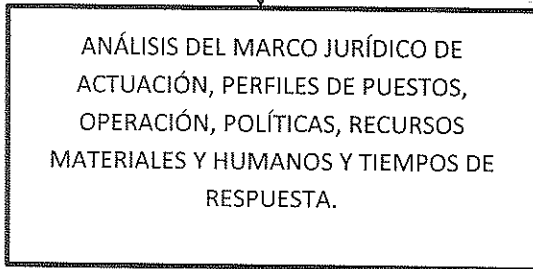 ANÁLISIS DEL MARCO JURÍDICO DE
ACTUACIÓN, PERFILES DE PUESTOS,
OPERACIÓN, POLÍTICAS, RECURSOS
MATERIALES Y HUMANOS Y TIEMPOS DE
RESPUESTA.